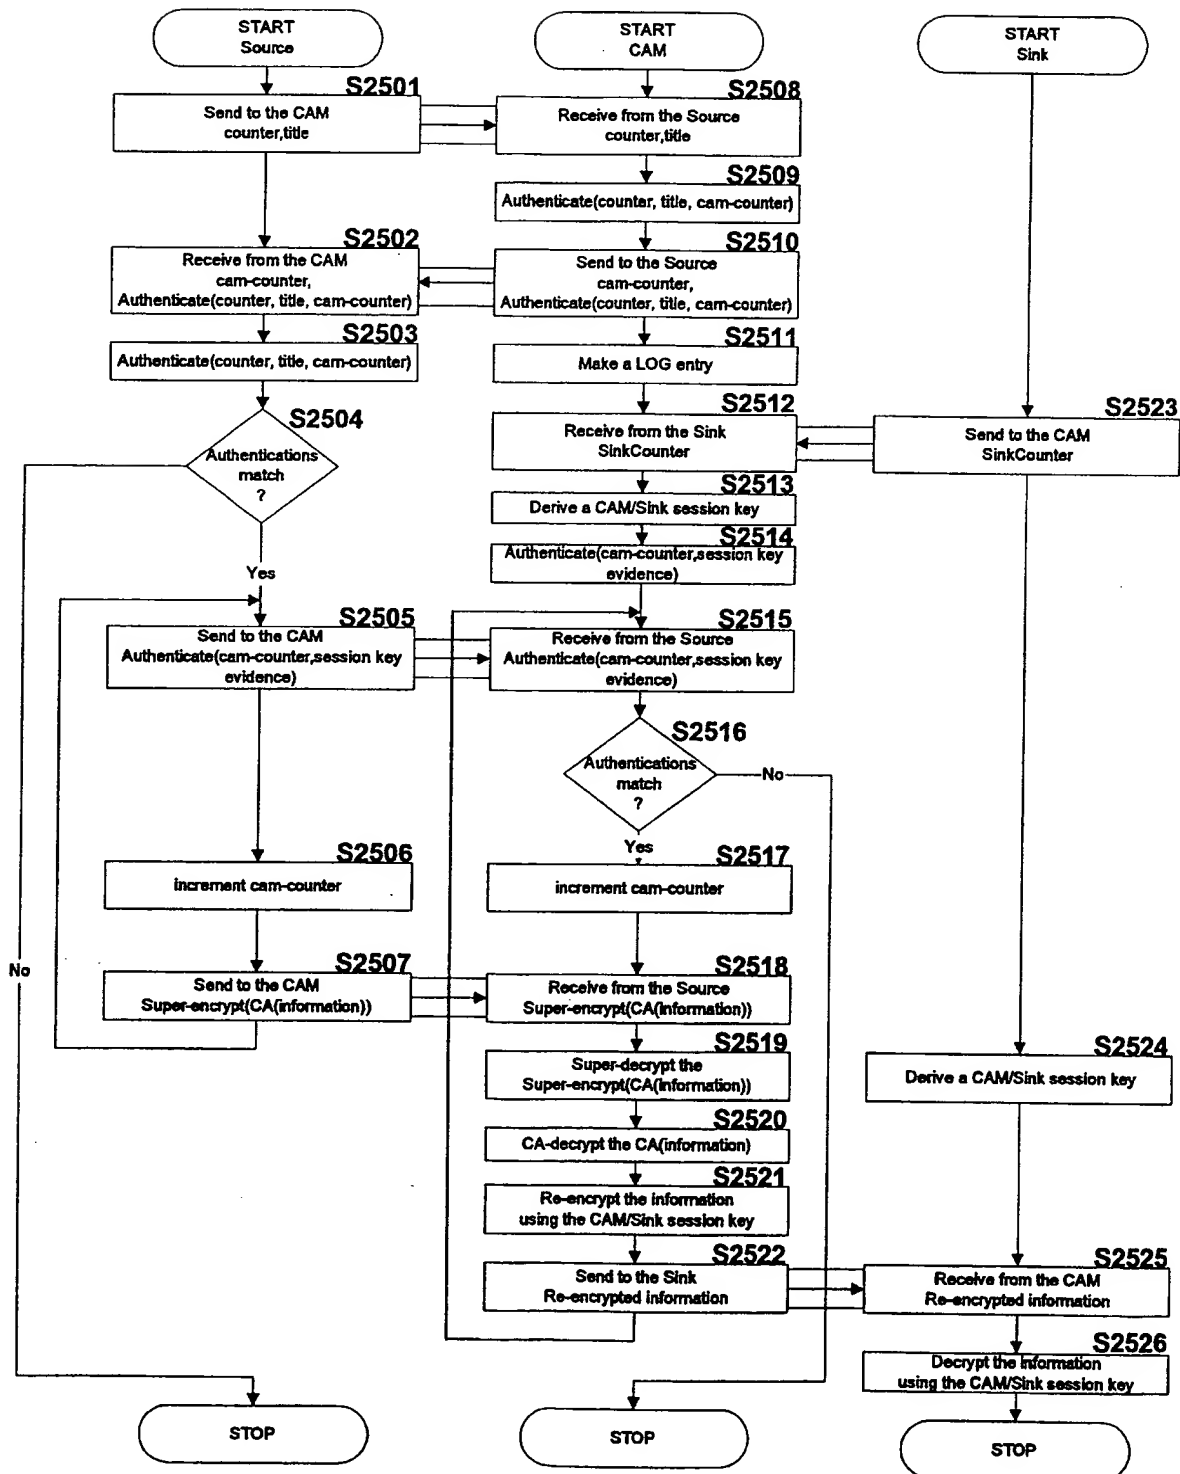 START
Source
S2501
Send to the CAM
counter,title
S2502
Receive from the CAM
cam-counter,
Authenticate(counter, title, cam-counter)
S2503
Authenticate(counter, title, cam-counter)
S2504
Authentications
match
?
Yes
No
S2505
Send to the CAM
Authenticate(cam-counter,session key
evidence)
S2506
increment cam-counter
S2507
Send to the CAM
Super-encrypt(CA(information))
STOP
START
CAM
S2508
Receive from the Source
counter,title
S2509
Authenticate(counter, title, cam-counter)
S2510
Send to the Source
cam-counter,
Authenticate(counter, title, cam-counter)
S2511
Make a LOG entry
S2512
Receive from the Sink
SinkCounter
S2513
Derive a CAM/Sink session key
S2514
Authenticate(cam-counter,session key
evidence)
S2515
Receive from the Source
Authenticate(cam-counter,session key
evidence)
S2516
Authentications
match
?
No
Yes
S2517
increment cam-counter
S2518
Receive from the Source
Super-encrypt(CA(information))
S2519
Super-decrypt the
Super-encrypt(CA(information))
S2520
CA-decrypt the CA(information)
S2521
Re-encrypt the information
using the CAM/Sink session key
S2522
Send to the Sink
Re-encrypted information
STOP
START
Sink
S2523
Send to the CAM
SinkCounter
S2524
Derive a CAM/Sink session key
S2525
Receive from the CAM
Re-encrypted information
S2526
Decrypt the information
using the CAM/Sink session key
STOP